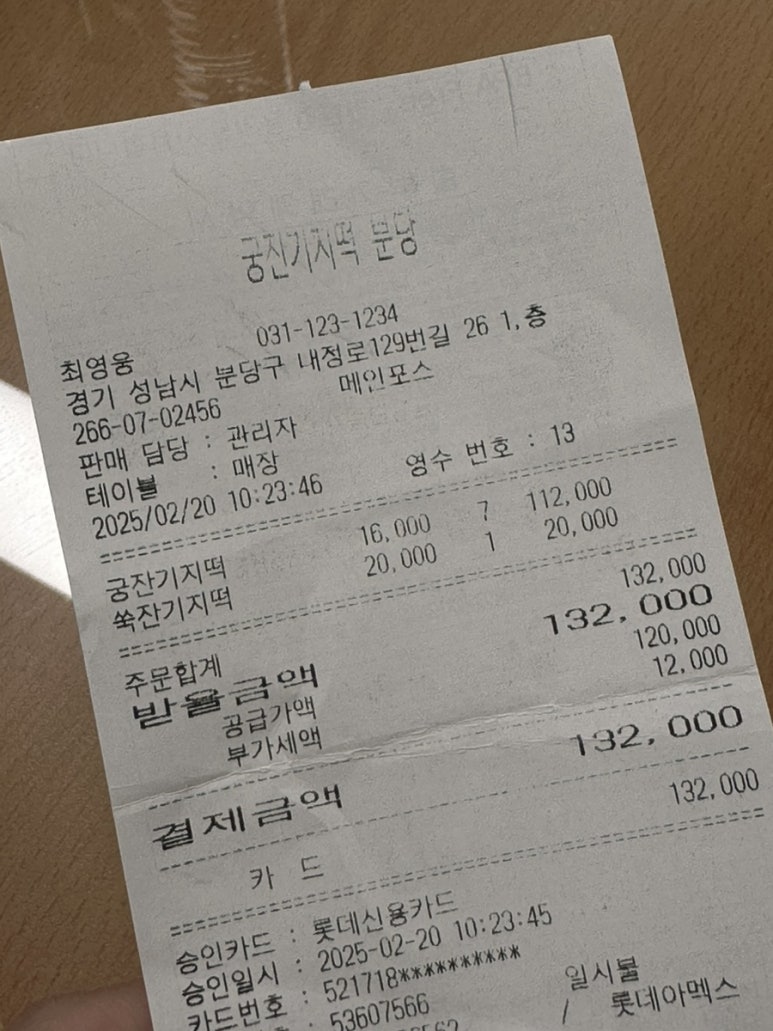 궁잔기지떡 분당
031-123-1234
최영웅
경기 성남시 분당구 내정로129번길 26 1,층
266-07-02456 메인포스
판매 담당 : 관리자
테이블 : 매장 영수 번호 : 13
2025/02/20 10:23:46
궁잔기지떡 16,000 7 112,000
쑥잔기지떡 20,000 1 20,000
주문합계 132,000
받을금액 132,000
공급가액 120,000
부가세액 12,000
결제금액 132,000
카 드 132,000
승인카드 : 롯데신용카드
승인일시 : 2025-02-20 10:23:45
카드번호 : 521718**********
: 53607566 일시불
/ 롯데아멕스